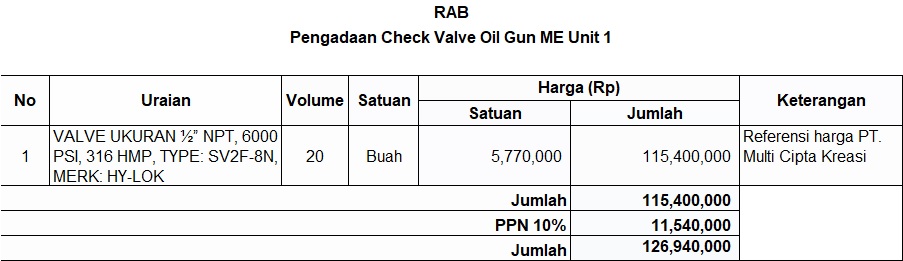 RAB
Pengadaan Check Valve Oil Gun ME Unit 1
No Uraian Volume Satuan Harga (Rp) Keterangan
Satuan Jumlah
1 VALVE UKURAN ½” NPT, 6000 PSI, 316 HMP, TYPE: SV2F-8N, MERK: HY-LOK 20 Buah 5,770,000 115,400,000 Referensi harga PT. Multi Cipta Kreasi
Jumlah 115,400,000
PPN 10% 11,540,000
Jumlah 126,940,000